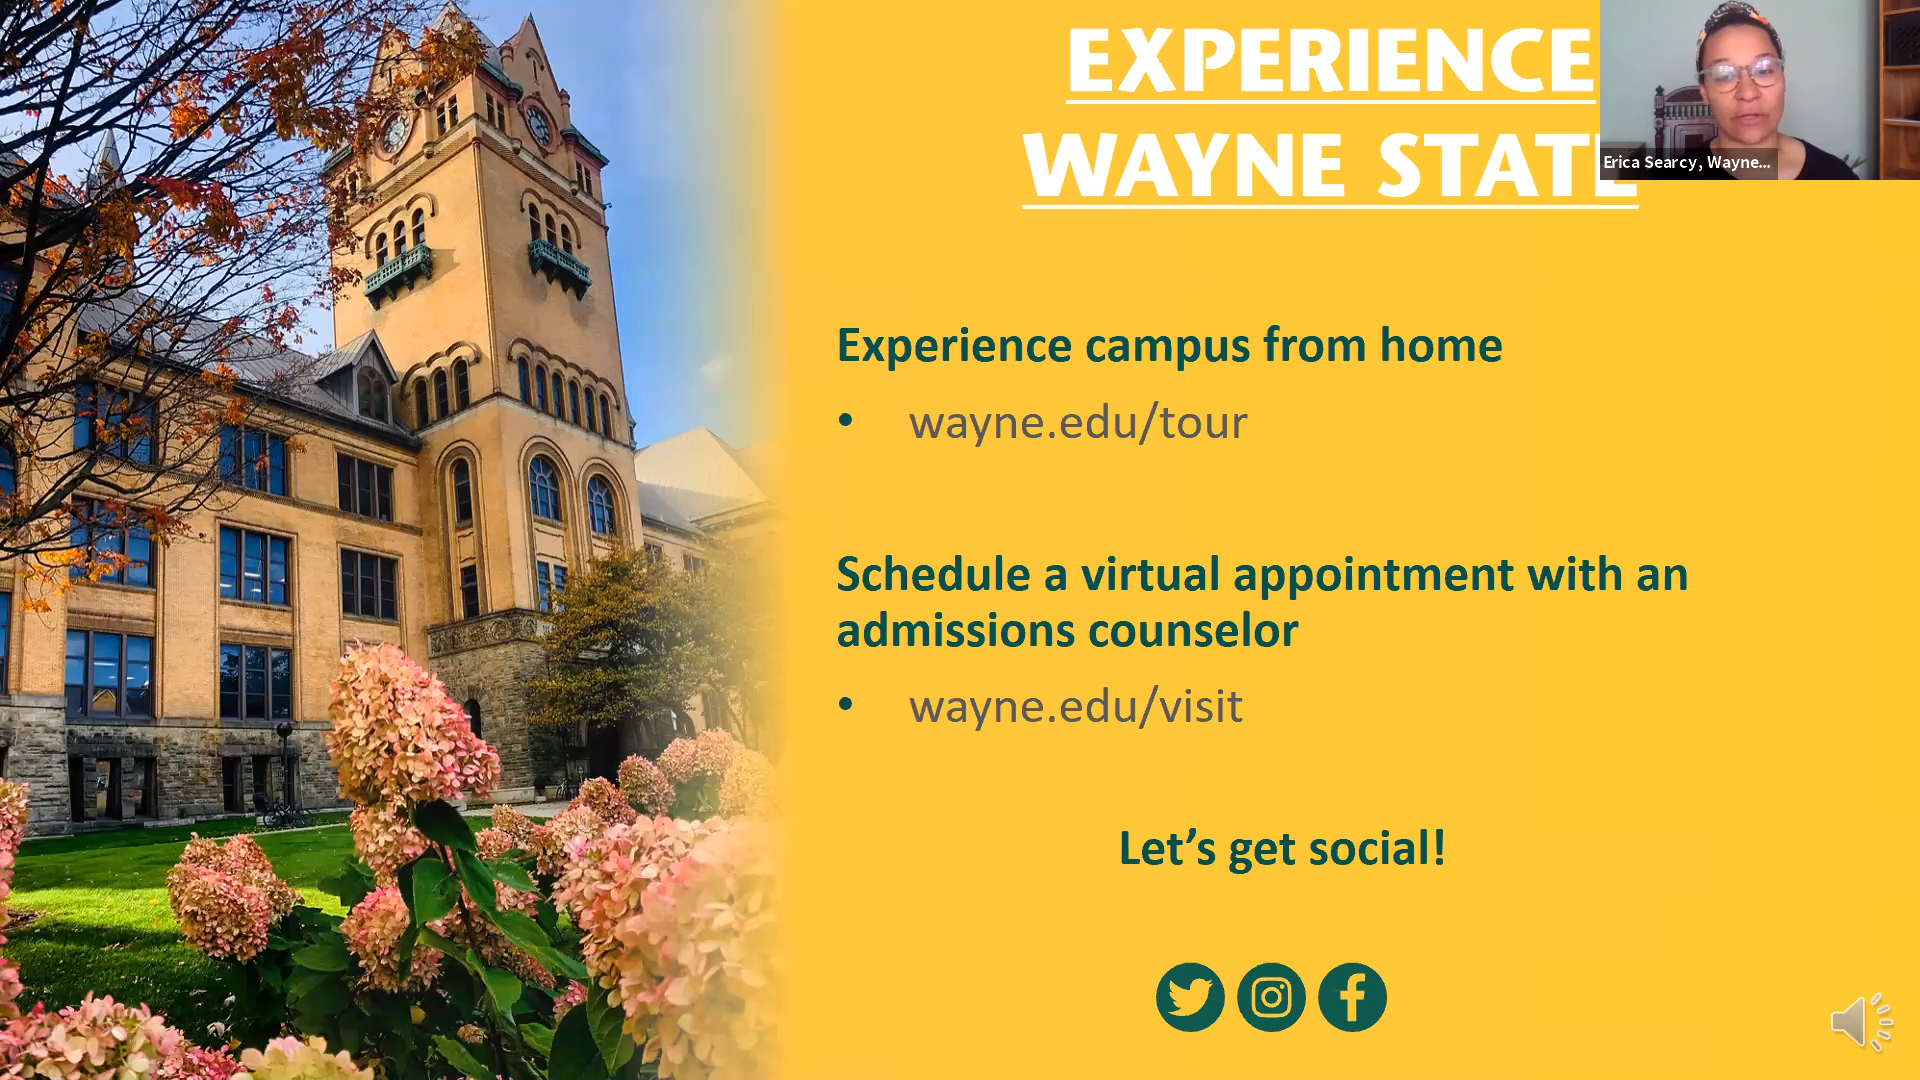 EXPERIENCE
WAYNE STATE
Erica Searcy, Wayne...
Experience campus from home
• wayne.edu/tour
Schedule a virtual appointment with an
admissions counselor
• wayne.edu/visit
Let’s get social!